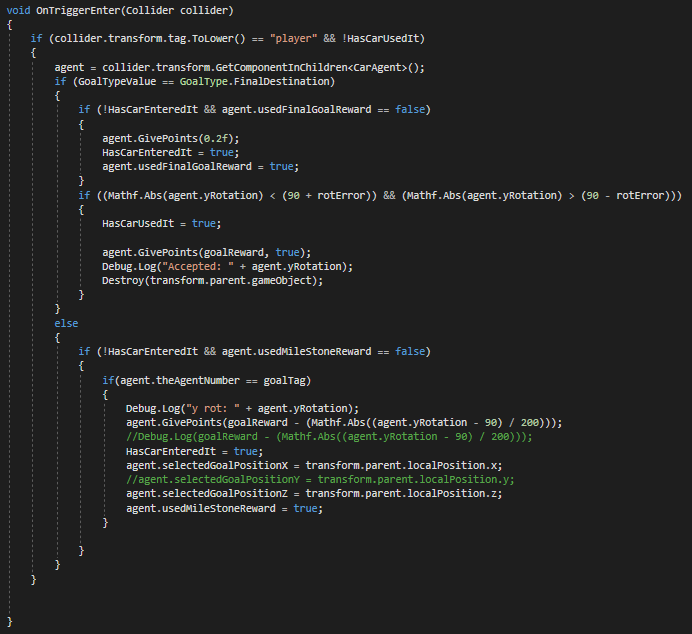 void OnTriggerEnter(Collider collider)
{
if (collider.transform.tag.ToLower() == "player" && !HasCarUsedIt)
{
agent = collider.transform.GetComponentInChildren<CarAgent>();
if (GoalTypeValue == GoalType.FinalDestination)
{
if (!HasCarEnteredIt && agent.usedFinalGoalReward == false)
{
agent.GivePoints(0.2f);
HasCarEnteredIt = true;
agent.usedFinalGoalReward = true;
}
if ((Mathf.Abs(agent.yRotation) < (90 + rotError)) && (Mathf.Abs(agent.yRotation) > (90 - rotError)))
{
HasCarUsedIt = true;
agent.GivePoints(goalReward, true);
Debug.Log("Accepted: " + agent.yRotation);
Destroy(transform.parent.gameObject);
}
}
else
{
if (!HasCarEnteredIt && agent.usedMileStoneReward == false)
{
if(agent.theAgentNumber == goalTag)
{
Debug.Log("y rot: " + agent.yRotation);
agent.GivePoints(goalReward - (Mathf.Abs((agent.yRotation - 90) / 200)));
//Debug.Log(goalReward - (Mathf.Abs((agent.yRotation - 90) / 200)));
HasCarEnteredIt = true;
agent.selectedGoalPositionX = transform.parent.localPosition.x;
//agent.selectedGoalPositionY = transform.parent.localPosition.y;
agent.selectedGoalPositionZ = transform.parent.localPosition.z;
agent.usedMileStoneReward = true;
}
}
}
}
}